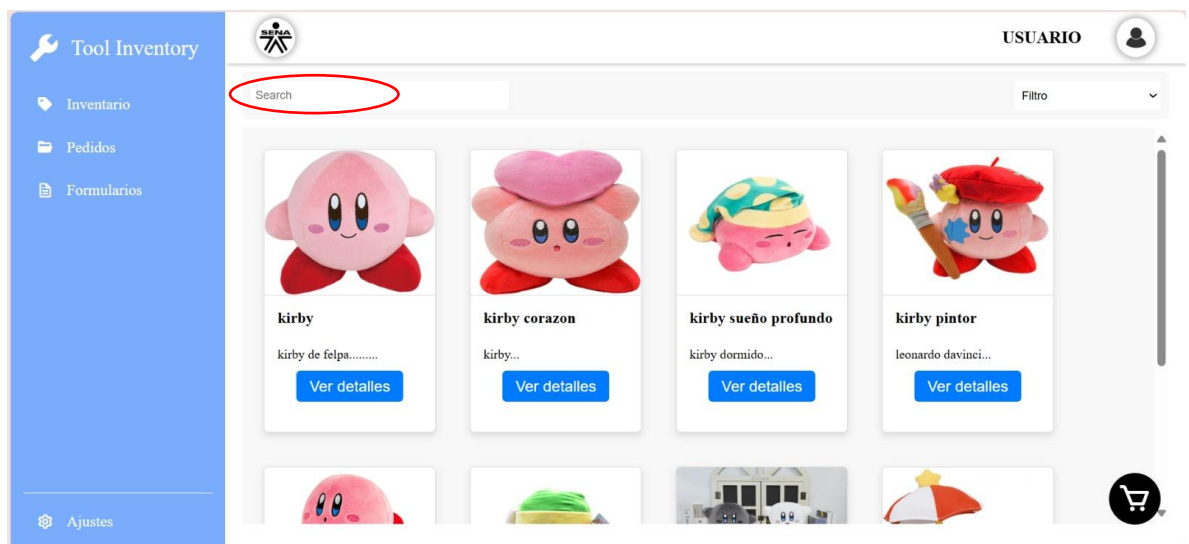 Tool Inventory
SENA
USUARIO
Inventario
Pedidos
Formularios
Ajustes
Search
Filtro
kirby
kirby de felpa.........
Ver detalles
kirby corazon
kirby...
Ver detalles
kirby sueño profundo
kirby dormido...
Ver detalles
kirby pintor
leonardo davinci...
Ver detalles